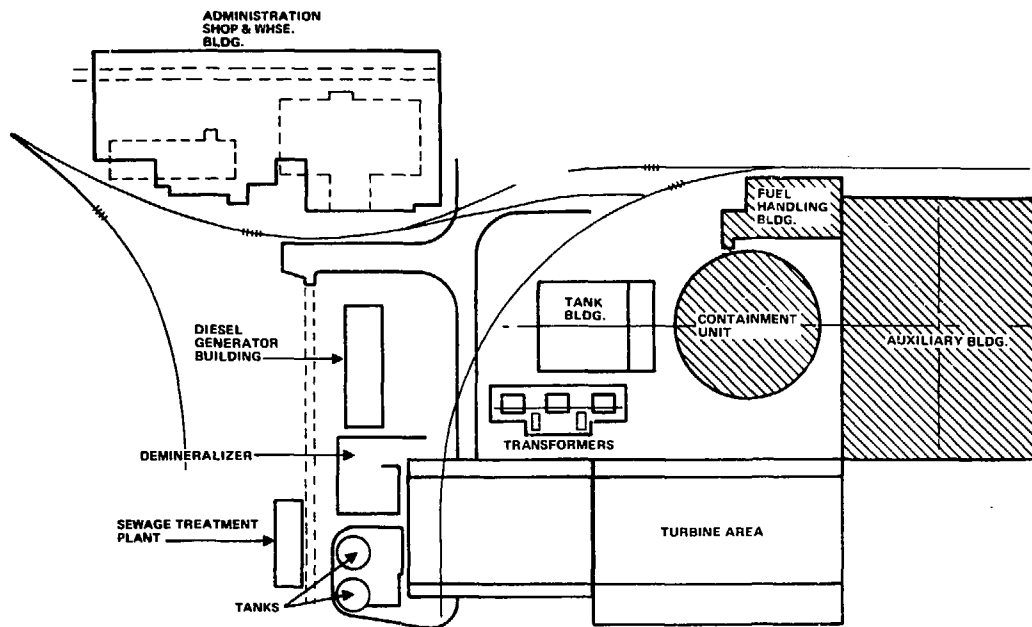 ADMINISTRATION
SHOP & WHSE.
BLDG.
FUEL
HANDLING
BLDG.
TANK
BLDG.
CONTAINMENT
UNIT
AUXILIARY BLDG.
DIESEL
GENERATOR
BUILDING
TRANSFORMERS
DEMINERALIZER
SEWAGE TREATMENT
PLANT
TURBINE AREA
TANKS